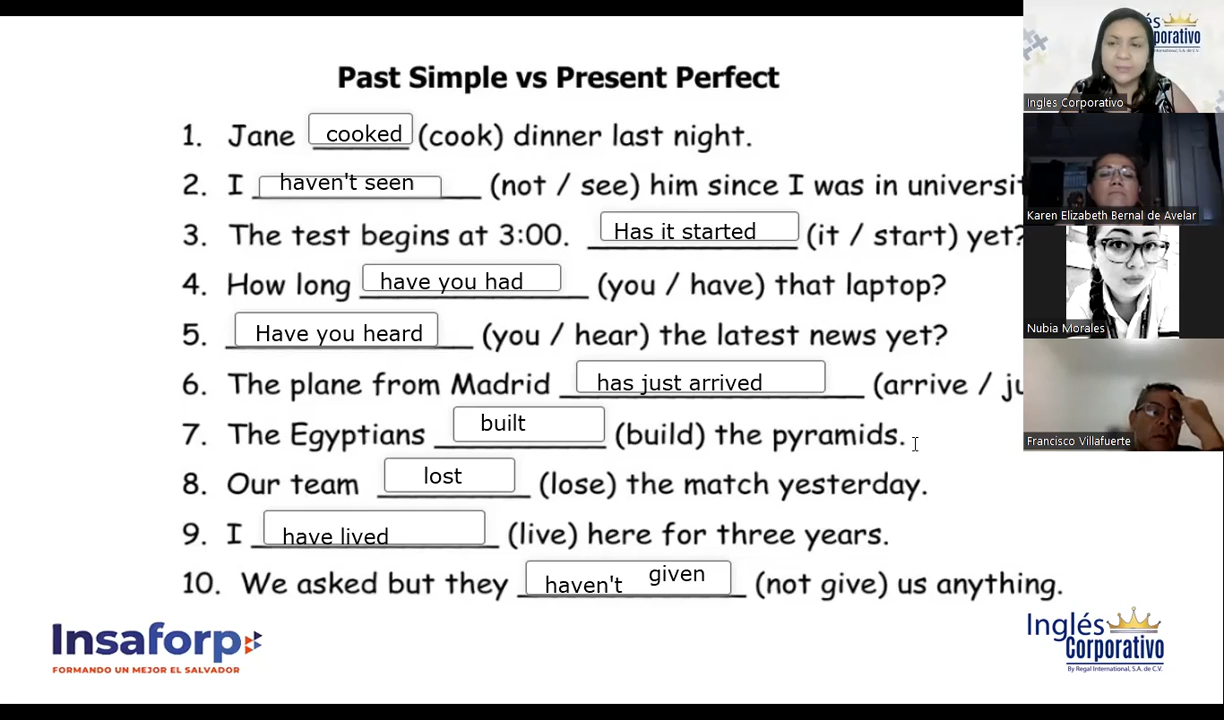 Past Simple vs Present Perfect
1. Jane cooked (cook) dinner last night.
2. I haven't seen (not / see) him since I was in universit
3. The test begins at 3:00. Has it started (it / start) yet?
4. How long have you had (you / have) that laptop?
5. Have you heard (you / hear) the latest news yet?
6. The plane from Madrid has just arrived (arrive / ju
7. The Egyptians built (build) the pyramids.
8. Our team lost (lose) the match yesterday.
9. I have lived (live) here for three years.
10. We asked but they haven't given (not give) us anything.
Insaforp
FORMANDO UN MEJOR EL SALVADOR
Inglés
Corporativo
By Regal International, S.A. de C.V.
és
porativo
Ingles Corporativo
Karen Elizabeth Bernal de Avelar
Nubia Morales
Francisco Villafuerte